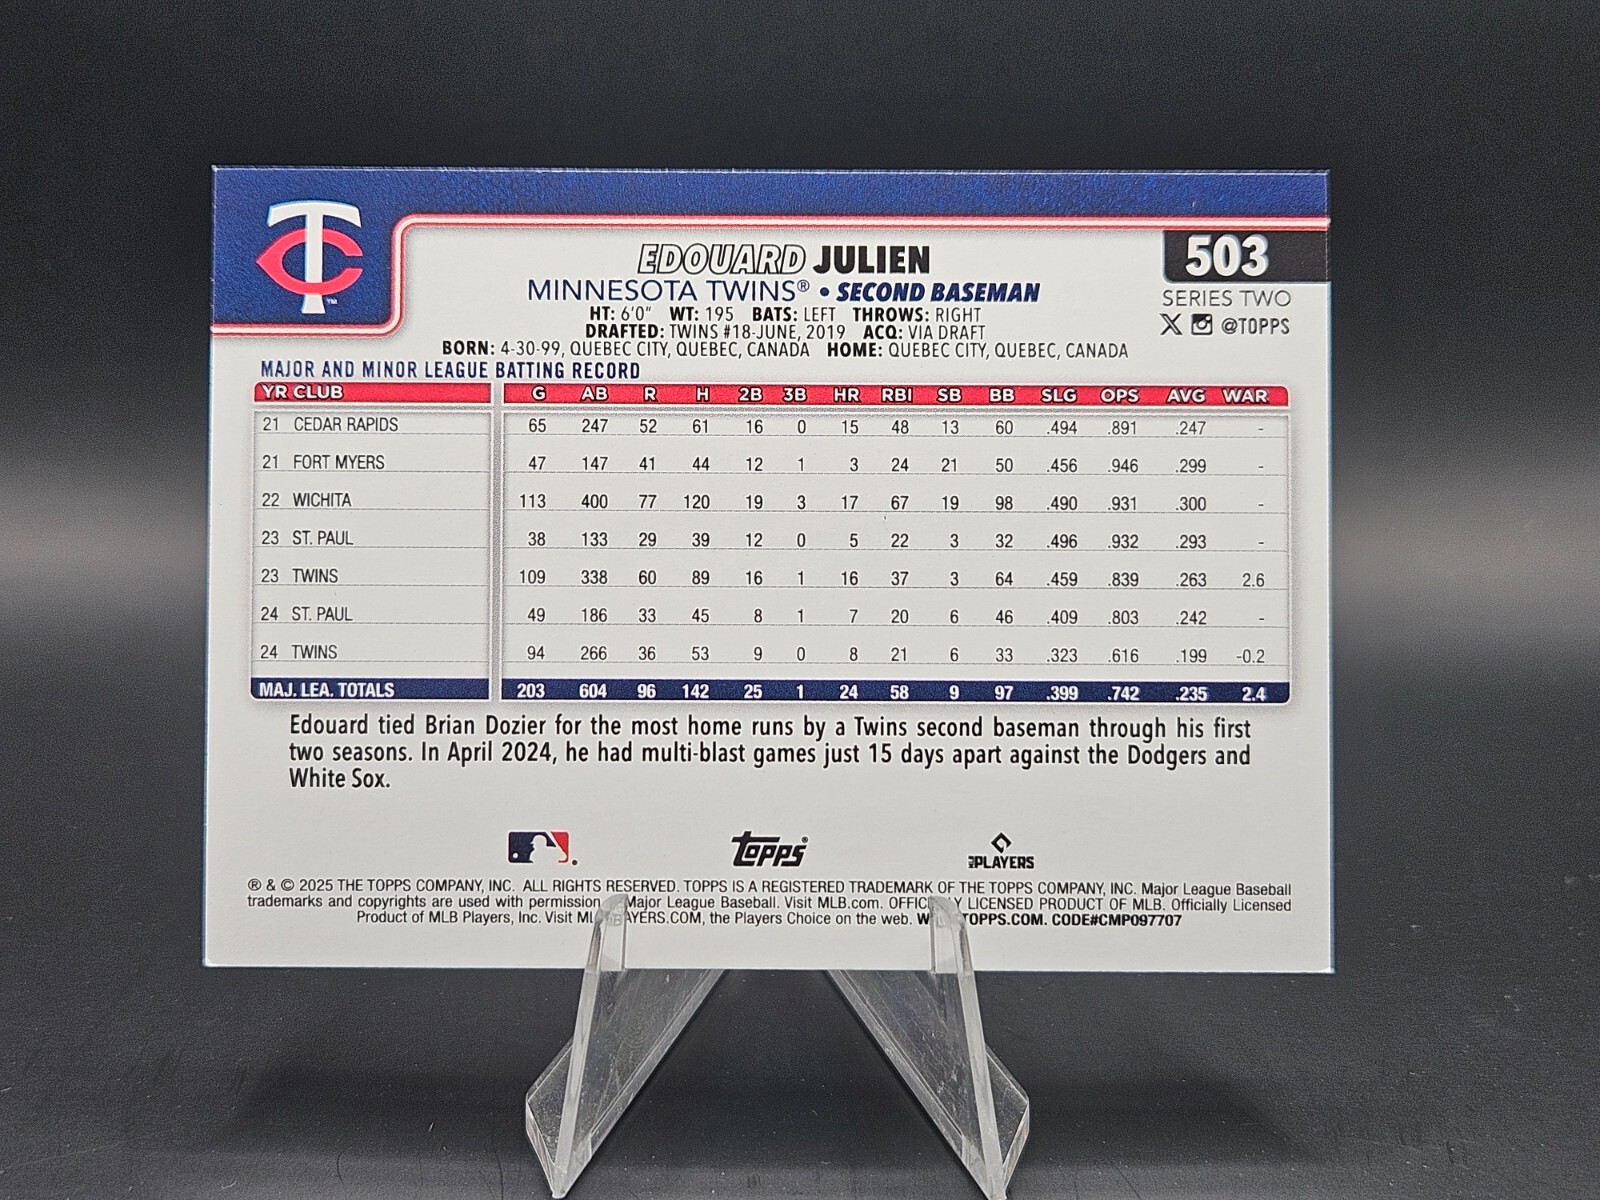 TC
TM
EDOUARD JULIEN
503
MINNESOTA TWINS® • SECOND BASEMAN
SERIES TWO
HT: 6'0" WT: 195 BATS: LEFT THROWS: RIGHT
@TOPPS
DRAFTED: TWINS #18-JUNE, 2019 ACQ: VIA DRAFT
BORN: 4-30-99, QUEBEC CITY, QUEBEC, CANADA HOME: QUEBEC CITY, QUEBEC, CANADA
MAJOR AND MINOR LEAGUE BATTING RECORD
YR CLUB G AB R H 2B 3B HR RBI SB BB SLG OPS AVG WAR
21 CEDAR RAPIDS 65 247 52 61 16 0 15 48 13 60 .494 .891 .247 -
21 FORT MYERS 47 147 41 44 12 1 3 24 21 50 .456 .946 .299 -
22 WICHITA 113 400 77 120 19 3 17 67 19 98 .490 .931 .300 -
23 ST. PAUL 38 133 29 39 12 0 5 22 3 32 .496 .932 .293 -
23 TWINS 109 338 60 89 16 1 16 37 3 64 .459 .839 .263 2.6
24 ST. PAUL 49 186 33 45 8 1 7 20 6 46 .409 .803 .242 -
24 TWINS 94 266 36 53 9 0 8 21 6 33 .323 .616 .199 -0.2
MAJ. LEA. TOTALS 203 604 96 142 25 1 24 58 9 97 .399 .742 .235 2.4
Edouard tied Brian Dozier for the most home runs by a Twins second baseman through his first
two seasons. In April 2024, he had multi-blast games just 15 days apart against the Dodgers and
White Sox.
Topps® PLAYERS
® & © 2025 THE TOPPS COMPANY, INC. ALL RIGHTS RESERVED. TOPPS IS A REGISTERED TRADEMARK OF THE TOPPS COMPANY, INC. Major League Baseball
trademarks and copyrights are used with permission Major League Baseball. Visit MLB.com. LICENSED PRODUCT OF MLB. Officially Licensed
Product of MLB Players, Inc. Visit the Players Choice on the web. CODE#CMP097707